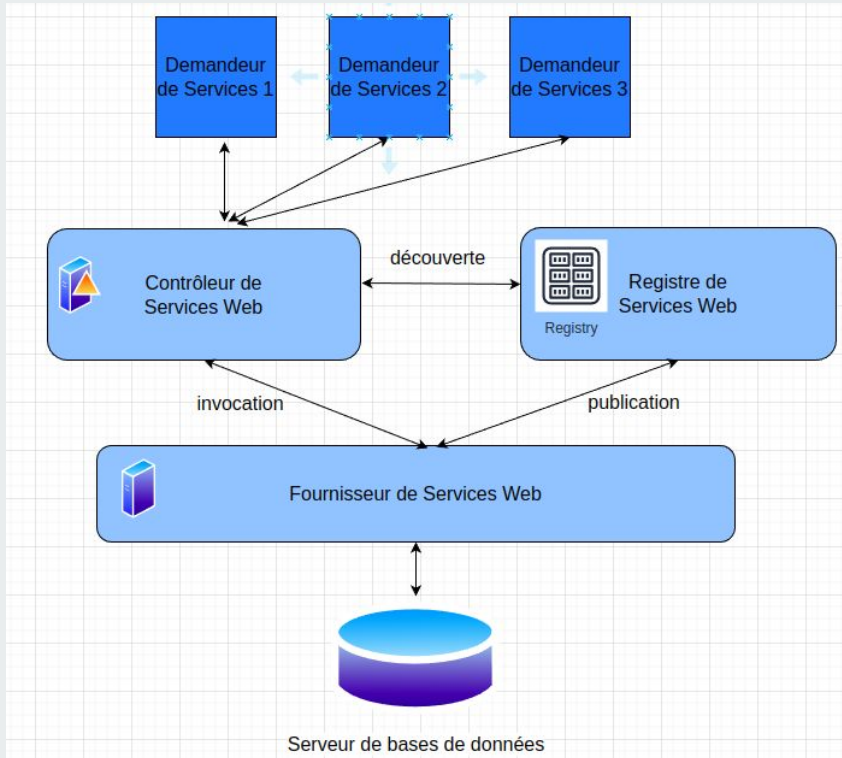 Demandeur
de Services 1
Demandeur
de Services 2
Demandeur
de Services 3
Contrôleur de
Services Web
découverte
Registry
Registre de
Services Web
invocation
publication
Fournisseur de Services Web
Serveur de bases de données